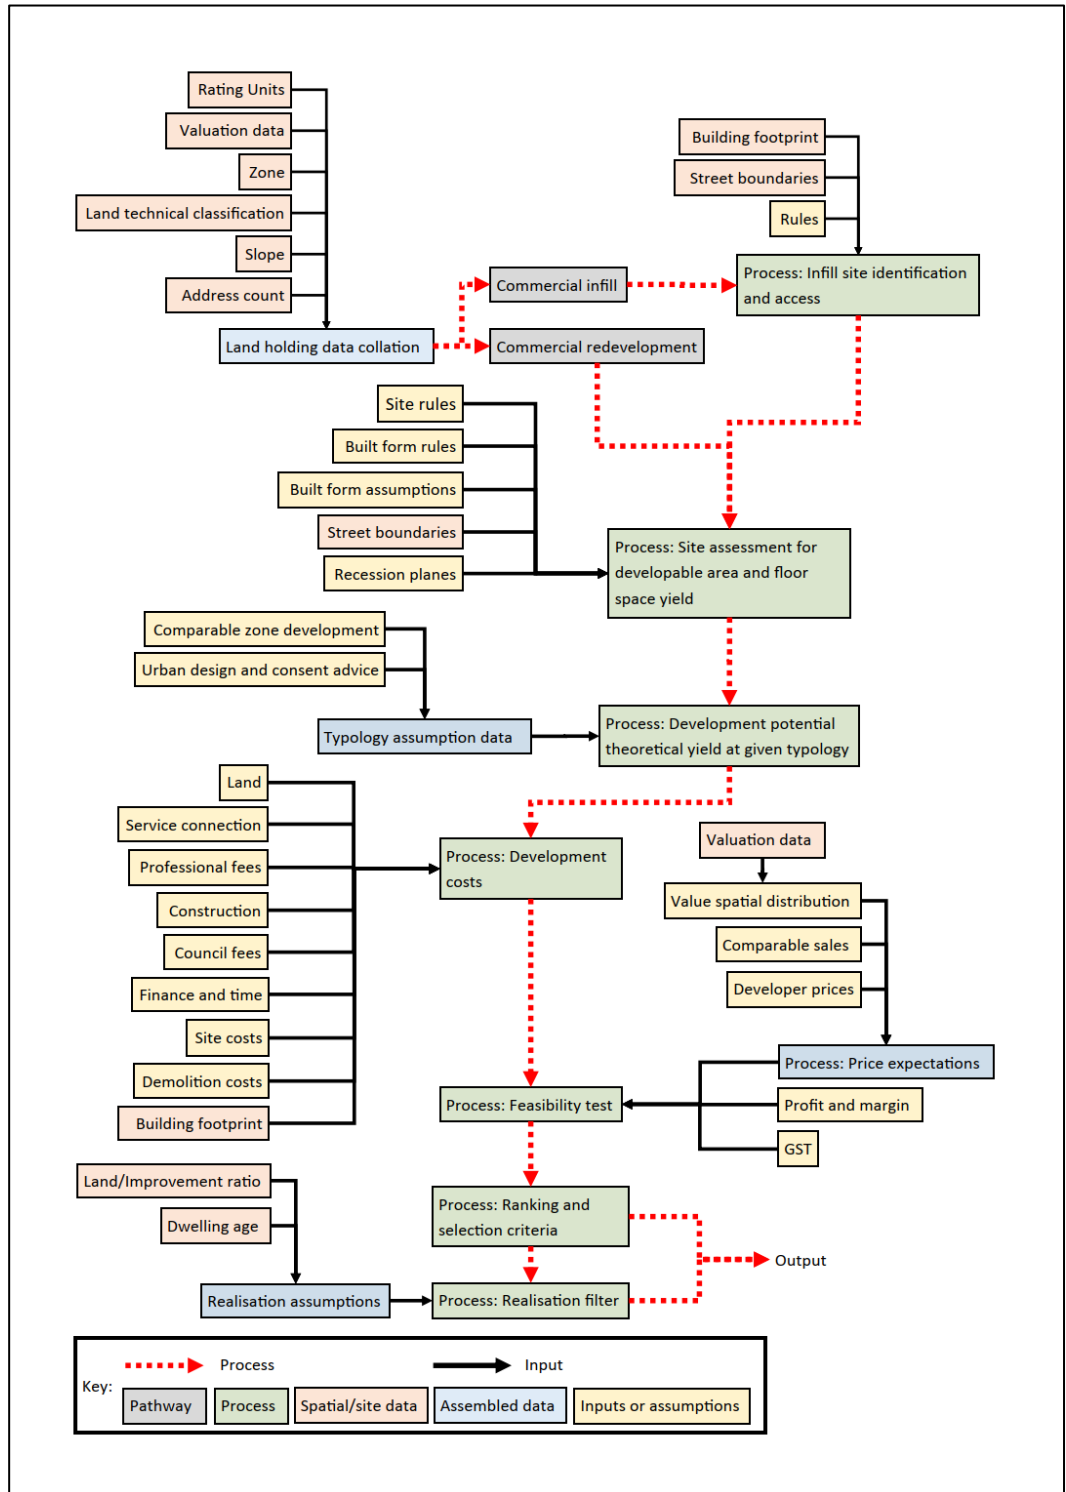 Rating Units
Valuation data
Zone
Land technical classification
Slope
Address count
Land holding data collation
Building footprint
Street boundaries
Rules
Commercial infill
Process: Infill site identification
and access
Commercial redevelopment
Site rules
Built form rules
Built form assumptions
Street boundaries
Recession planes
Process: Site assessment for
developable area and floor
space yield
Comparable zone development
Urban design and consent advice
Typology assumption data
Process: Development potential
theoretical yield at given typology
Land
Service connection
Professional fees
Construction
Council fees
Finance and time
Site costs
Demolition costs
Building footprint
Process: Development
costs
Valuation data
Value spatial distribution
Comparable sales
Developer prices
Process: Price expectations
Profit and margin
GST
Process: Feasibility test
Land/Improvement ratio
Dwelling age
Realisation assumptions
Process: Ranking and
selection criteria
Process: Realisation filter
Output
Key:
Process
Input
Pathway
Process
Spatial/site data
Assembled data
Inputs or assumptions